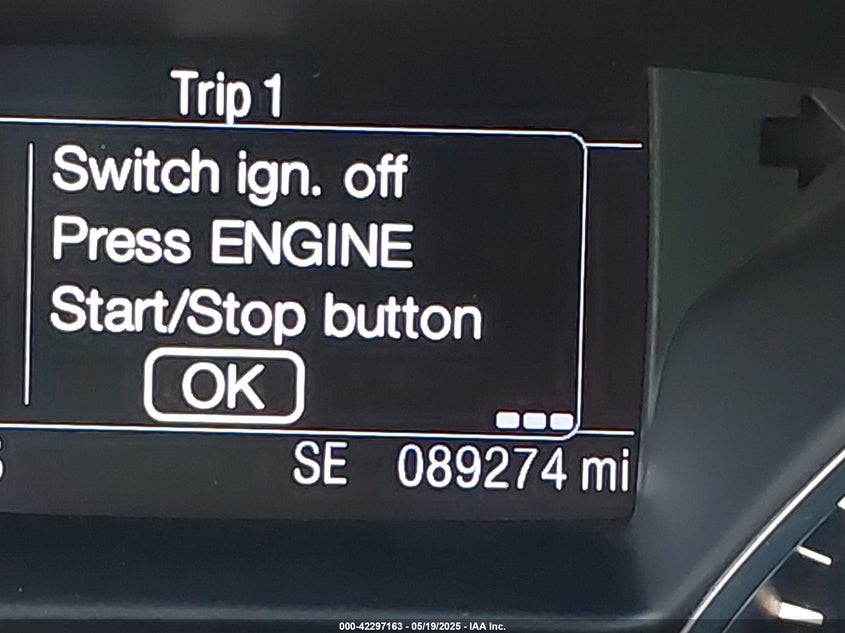 Trip 1
Switch ign. off
Press ENGINE
Start/Stop button
OK
SE 089274 mi
000-42297163 - 05/19/2025 - IAA Inc.